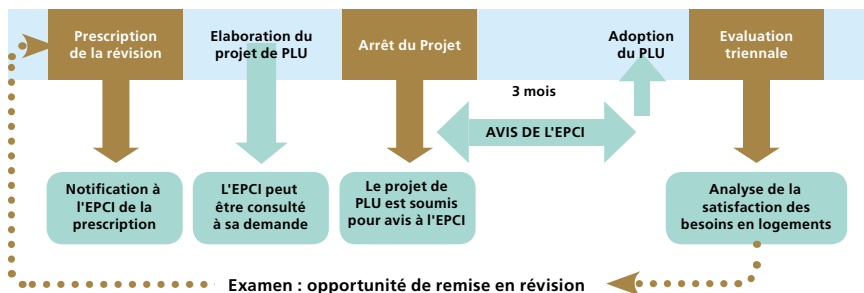 Prescription
de la révision
Elaboration du
projet de PLU
Arrêt du Projet
Adoption
du PLU
Evaluation
triennale
3 mois
AVIS DE L'EPCI
Notification à
l'EPCI de la
prescription
L'EPCI peut
être consulté
à sa demande
Le projet de
PLU est soumis
pour avis à l'EPCI
Analyse de la
satisfaction des
besoins en logements
Examen : opportunité de remise en révision